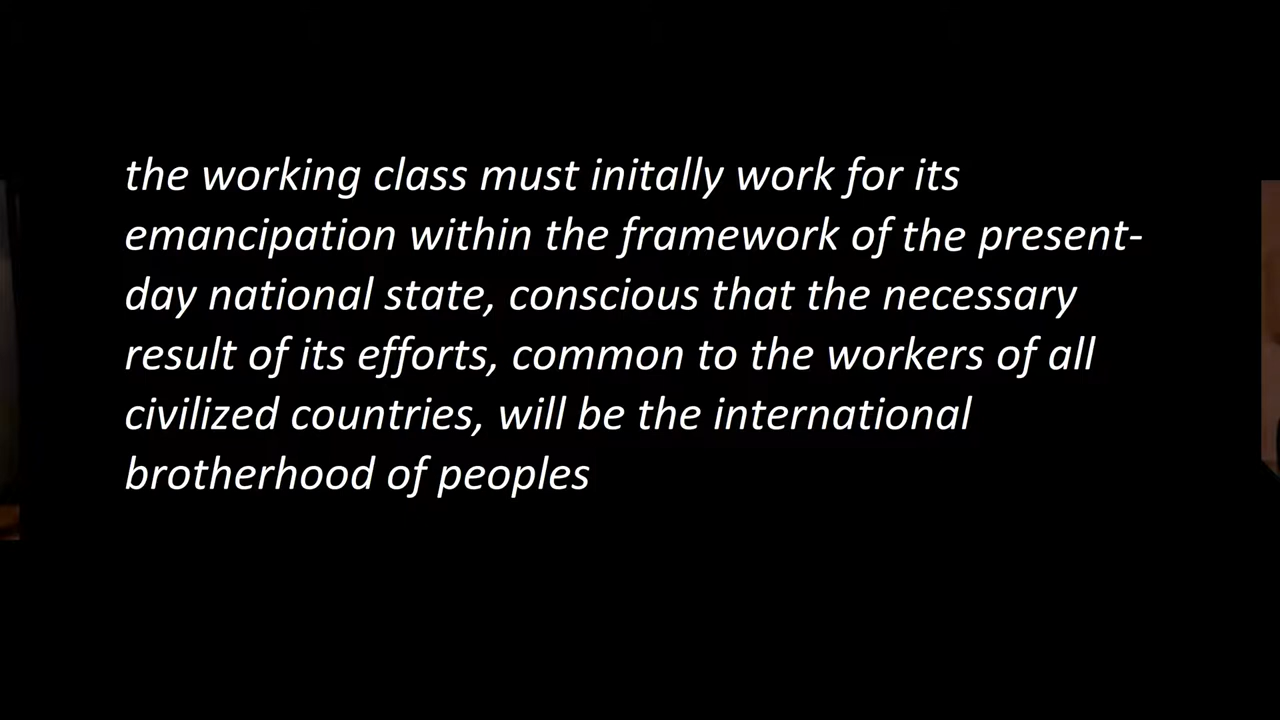 the working class must initally work for its
emancipation within the framework of the present-
day national state, conscious that the necessary
result of its efforts, common to the workers of all
civilized countries, will be the international
brotherhood of peoples